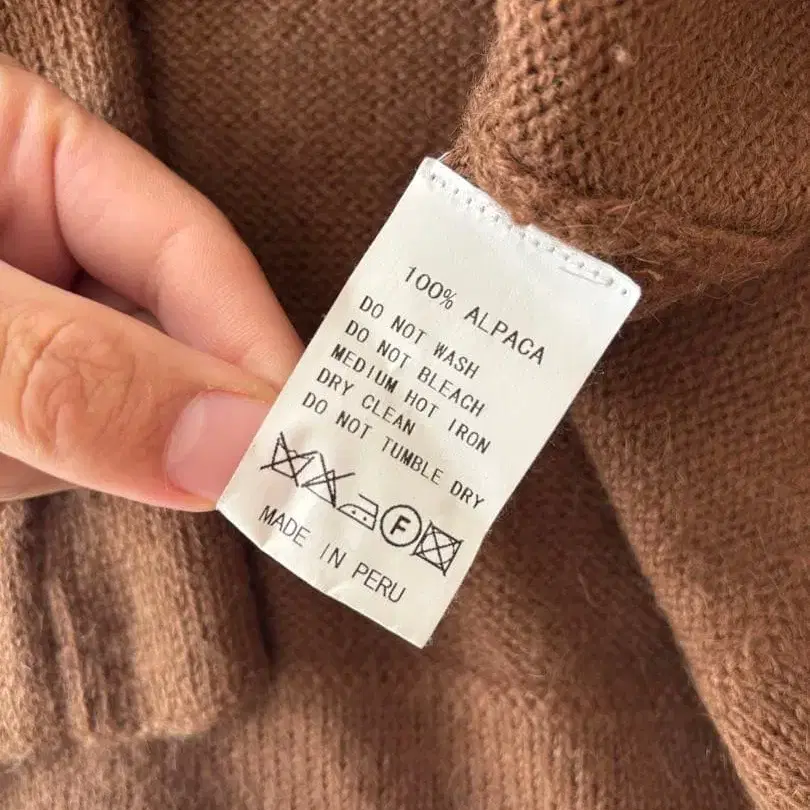 100% ALPACA
DO NOT WASH
DO NOT BLEACH
MEDIUM HOT IRON
DRY CLEAN
DO NOT TUMBLE DRY
F
MADE IN PERU